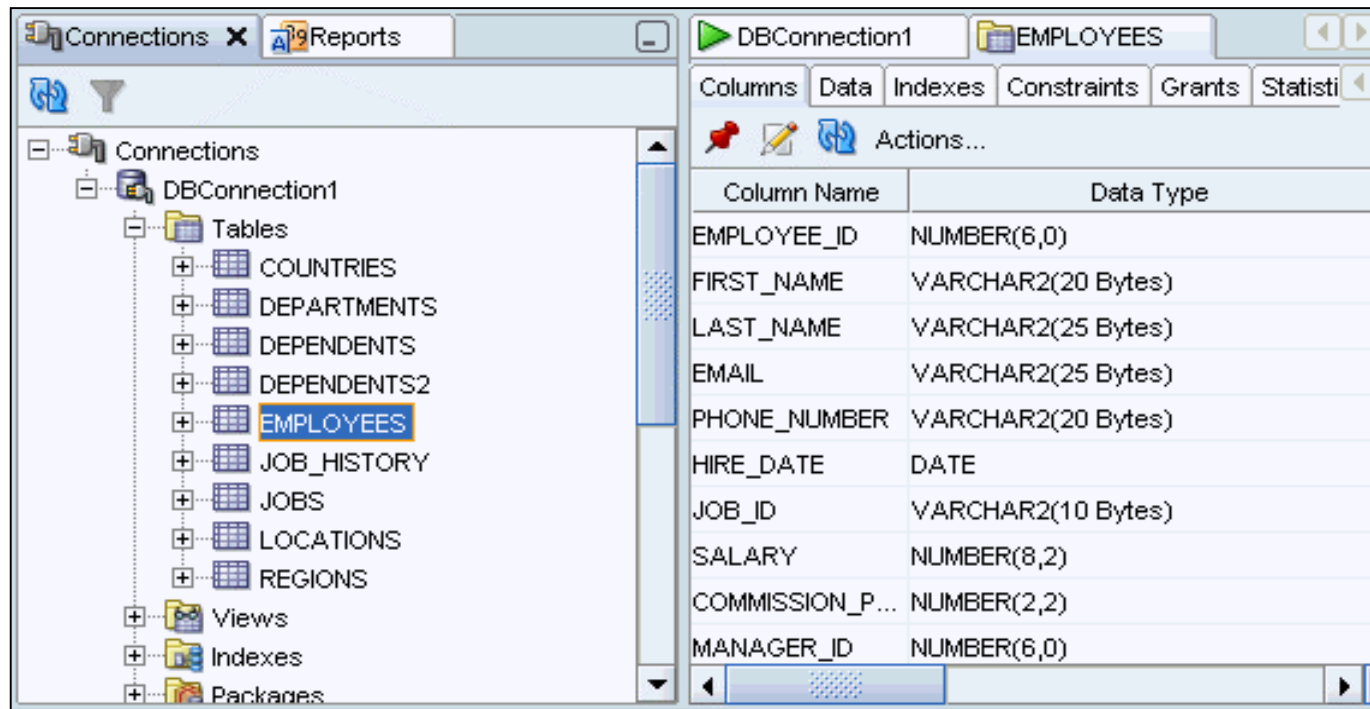 Connections Reports
Connections
DBConnection1
Tables
COUNTRIES
DEPARTMENTS
DEPENDENTS
DEPENDENTS2
EMPLOYEES
JOB_HISTORY
JOBS
LOCATIONS
REGIONS
Views
Indexes
Packages
DBConnection1 EMPLOYEES
Columns Data Indexes Constraints Grants Statisti
Actions...
Column Name Data Type
EMPLOYEE_ID NUMBER(6,0)
FIRST_NAME VARCHAR2(20 Bytes)
LAST_NAME VARCHAR2(25 Bytes)
EMAIL VARCHAR2(25 Bytes)
PHONE_NUMBER VARCHAR2(20 Bytes)
HIRE_DATE DATE
JOB_ID VARCHAR2(10 Bytes)
SALARY NUMBER(8,2)
COMMISSION_P... NUMBER(2,2)
MANAGER_ID NUMBER(6,0)